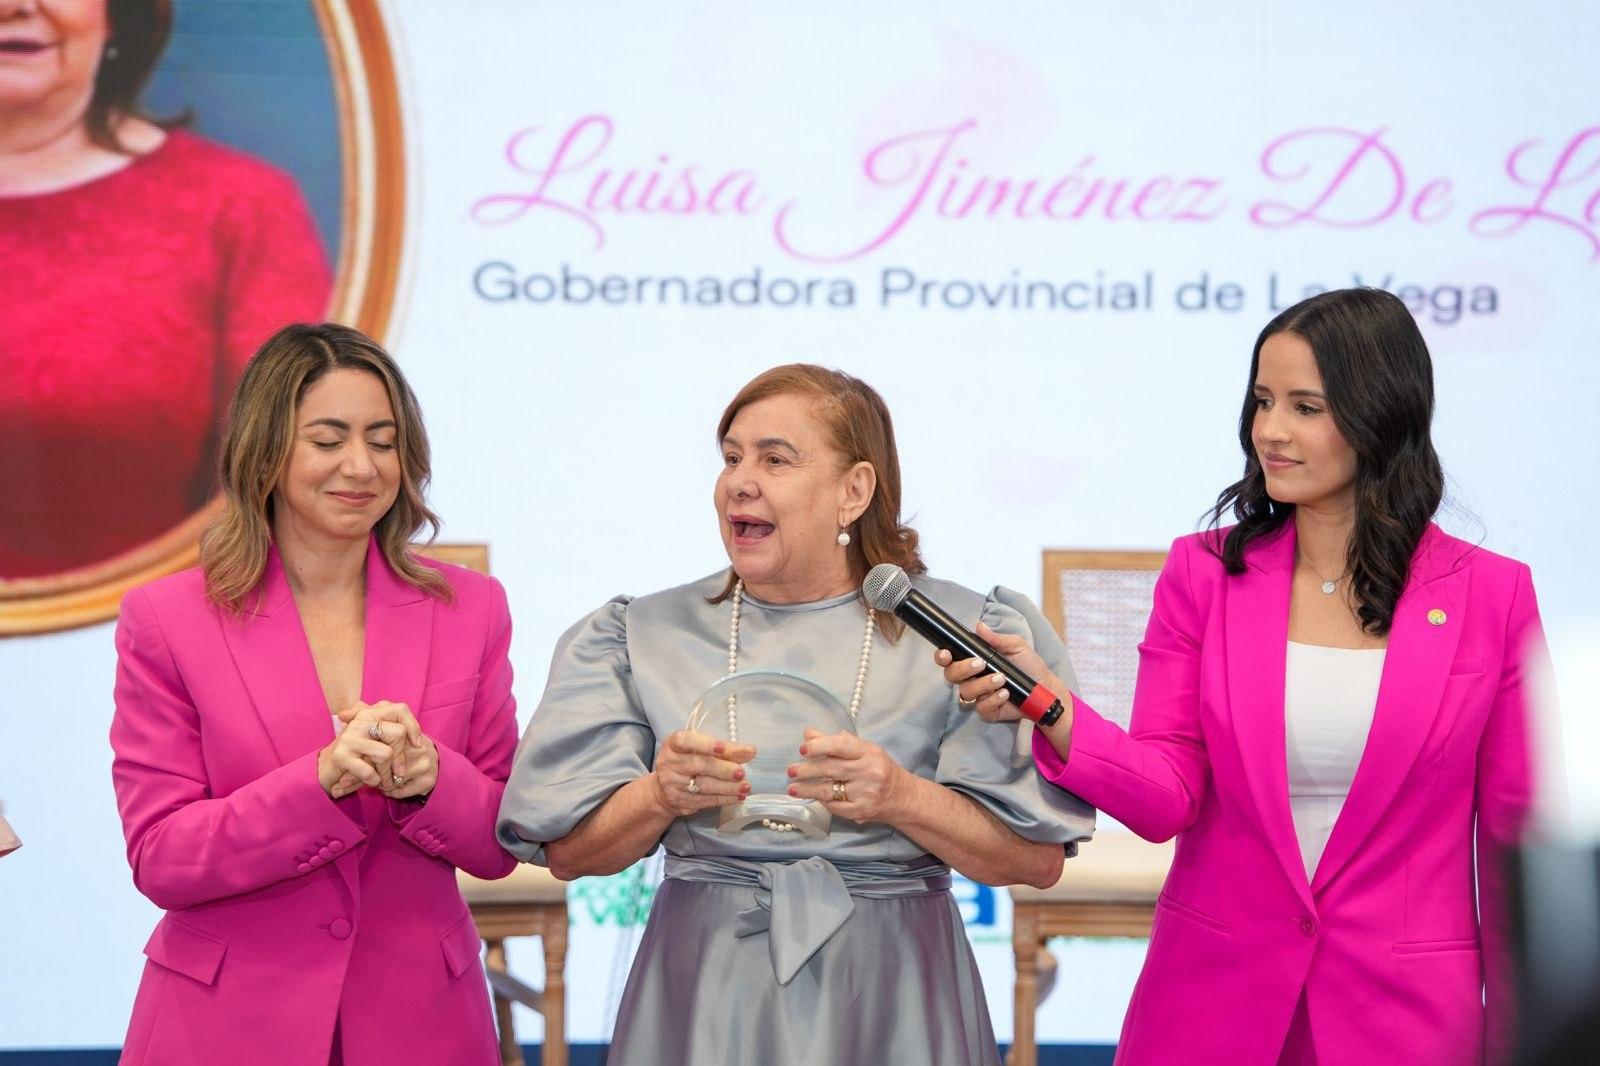 Luisa Jiménez De L
Gobernadora Provincial de La Vega